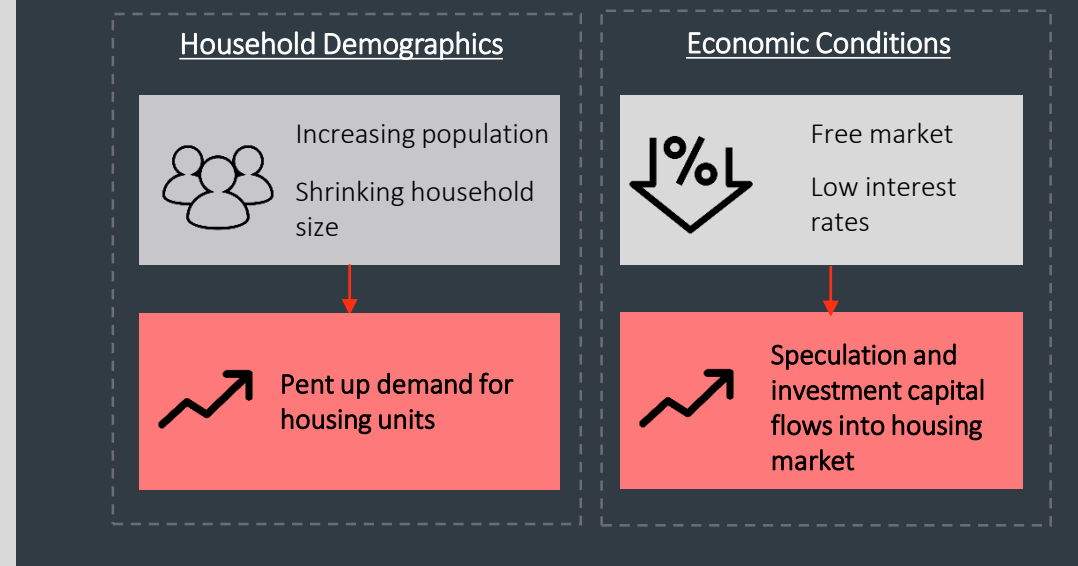 Household Demographics
Increasing population
Shrinking household
size
Pent up demand for
housing units
Economic Conditions
%
Free market
Low interest
rates
Speculation and
investment capital
flows into housing
market